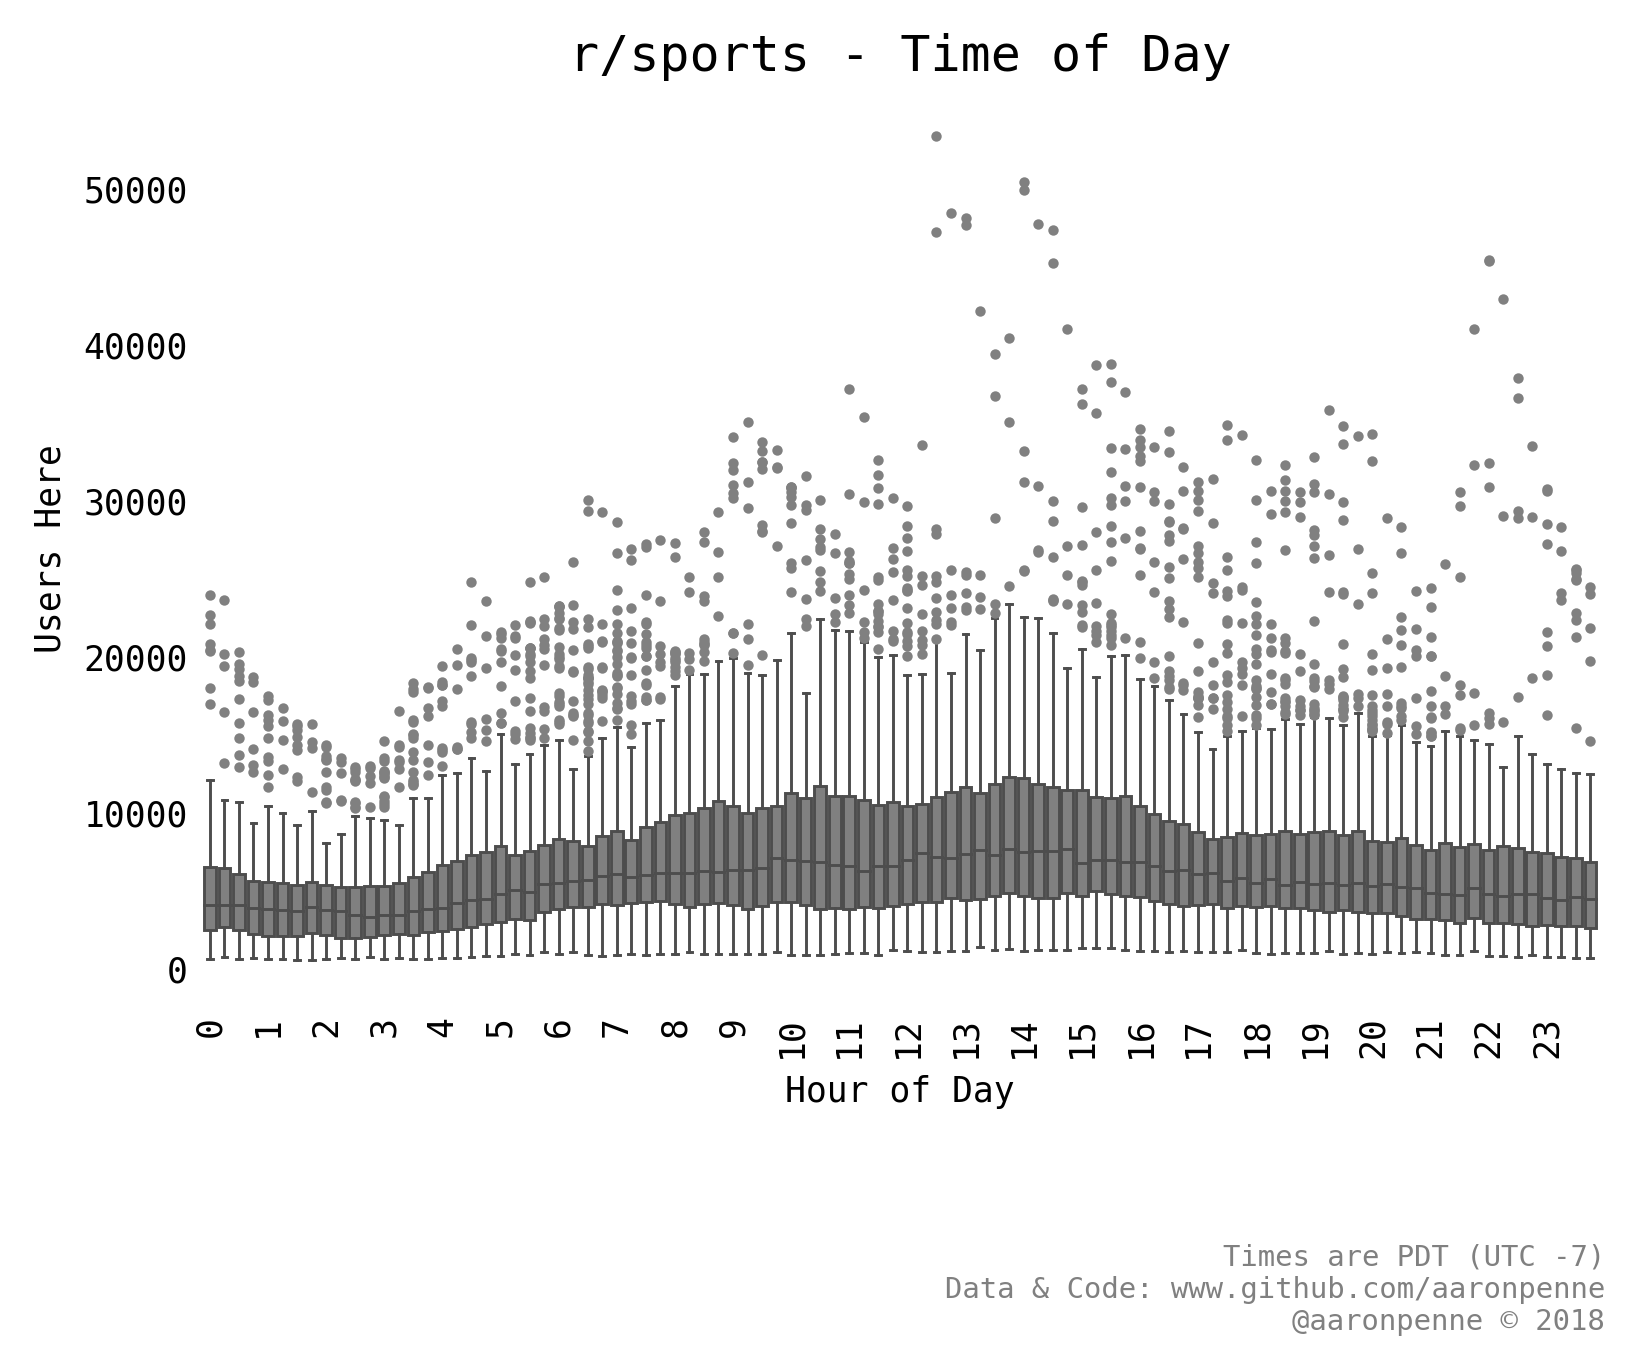 r/sports - Time of Day
50000
40000
30000
20000
10000
0
Users Here
0 1 2 3 4 5 6 7 8 9 10 11 12 13 14 15 16 17 18 19 20 21 22 23
Hour of Day
Times are PDT (UTC -7)
Data & Code: www.github.com/aaronpenne
@aaronpenne © 2018